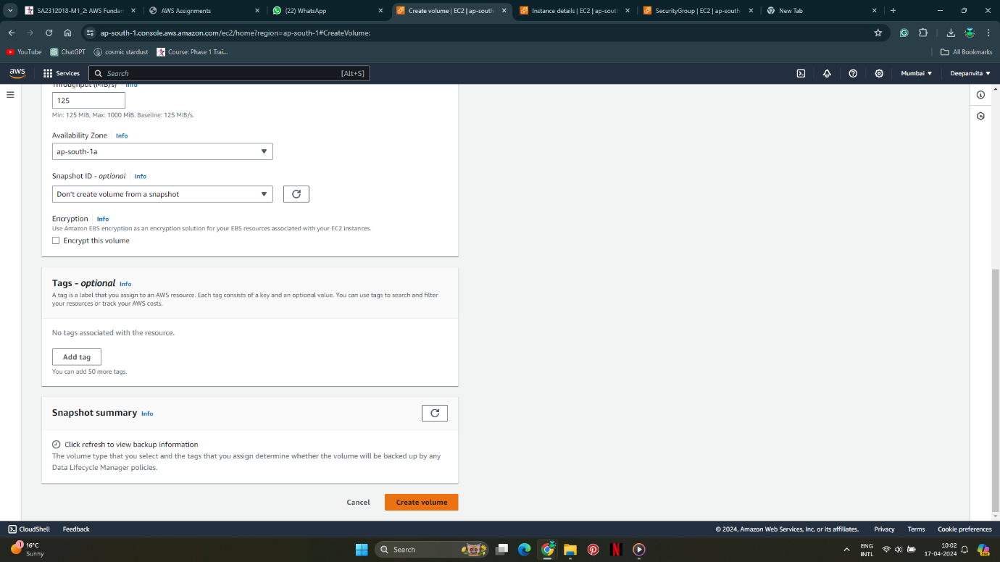 SA2312018-M1_2: AWS Fundan
AWS Assignments
(22) WhatsApp
Create volume | EC2 | ap-south-
Instance details | EC2 | ap-south
SecurityGroup | EC2 | ap-south-
New Tab
ap-south-1.console.aws.amazon.com/ec2/home?region=ap-south-1#CreateVolume:
YouTube
ChatGPT
cosmic stardust
Course: Phase 1 Trai...
All Bookmarks
aws
Services
Search
[Alt+S]
Mumbai
Deepanvita
Throughput (MiB/s) Info
125
Min: 125 MiB, Max: 1000 MiB. Baseline: 125 MiB/s.
Availability Zone Info
ap-south-1a
Snapshot ID - optional Info
Don't create volume from a snapshot
Encryption Info
Use Amazon EBS encryption as an encryption solution for your EBS resources associated with your EC2 instances.
Encrypt this volume
Tags - optional Info
A tag is a label that you assign to an AWS resource. Each tag consists of a key and an optional value. You can use tags to search and filter
your resources or track your AWS costs.
No tags associated with the resource.
Add tag
You can add 50 more tags.
Snapshot summary Info
Click refresh to view backup information
The volume type that you select and the tags that you assign determine whether the volume will be backed up by any
Data Lifecycle Manager policies.
Cancel
Create volume
CloudShell
Feedback
© 2024, Amazon Web Services, Inc. or its affiliates.
Privacy
Terms
Cookie preferences
1
16°C
Sunny
Search
N
ENG
INTL
10:02
17-04-2024
PRE